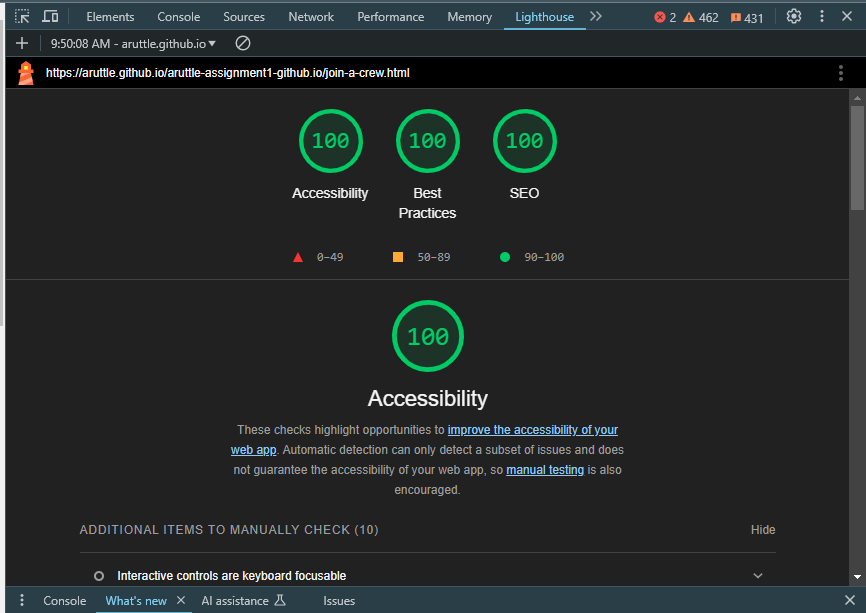 Elements Console Sources Network Performance Memory Lighthouse 2 462 431
9:50:08 AM - aruttle.github.io
https://aruttle.github.io/aruttle-assignment1-github.io/join-a-crew.html
100 100 100
Accessibility Best Practices SEO
0–49 50–89 90–100
100
Accessibility
These checks highlight opportunities to improve the accessibility of your
web app. Automatic detection can only detect a subset of issues and does
not guarantee the accessibility of your web app, so manual testing is also
encouraged.
ADDITIONAL ITEMS TO MANUALLY CHECK (10) Hide
Interactive controls are keyboard focusable
Console What's new AI assistance Issues